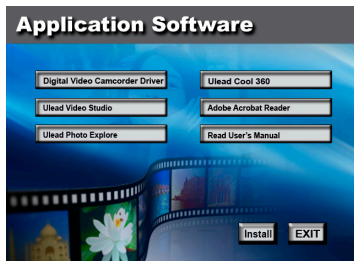 Application Software
Digital Video Camcorder Driver
Ulead Cool 360
Ulead Video Studio
Adobe Acrobat Reader
Ulead Photo Explore
Read User's Manual
Install
EXIT